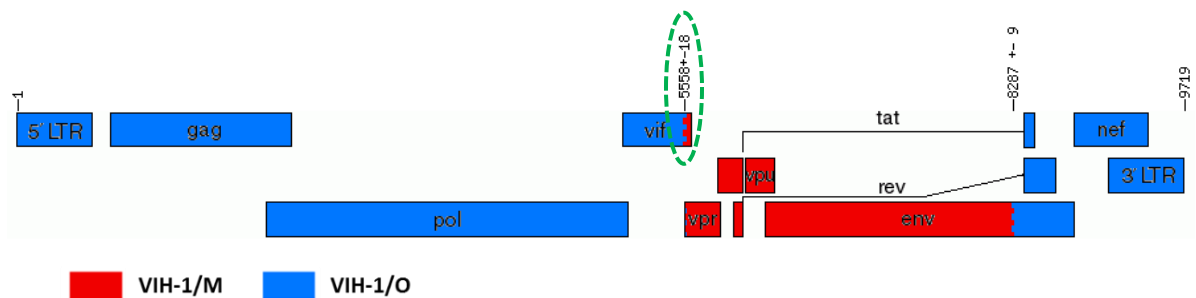 1
5558+-18
8287 +- 9
9719
5' LTR
gag
vif
tat
nef
vpu
rev
3' LTR
pol
vpr
env
VIH-1/M
VIH-1/O